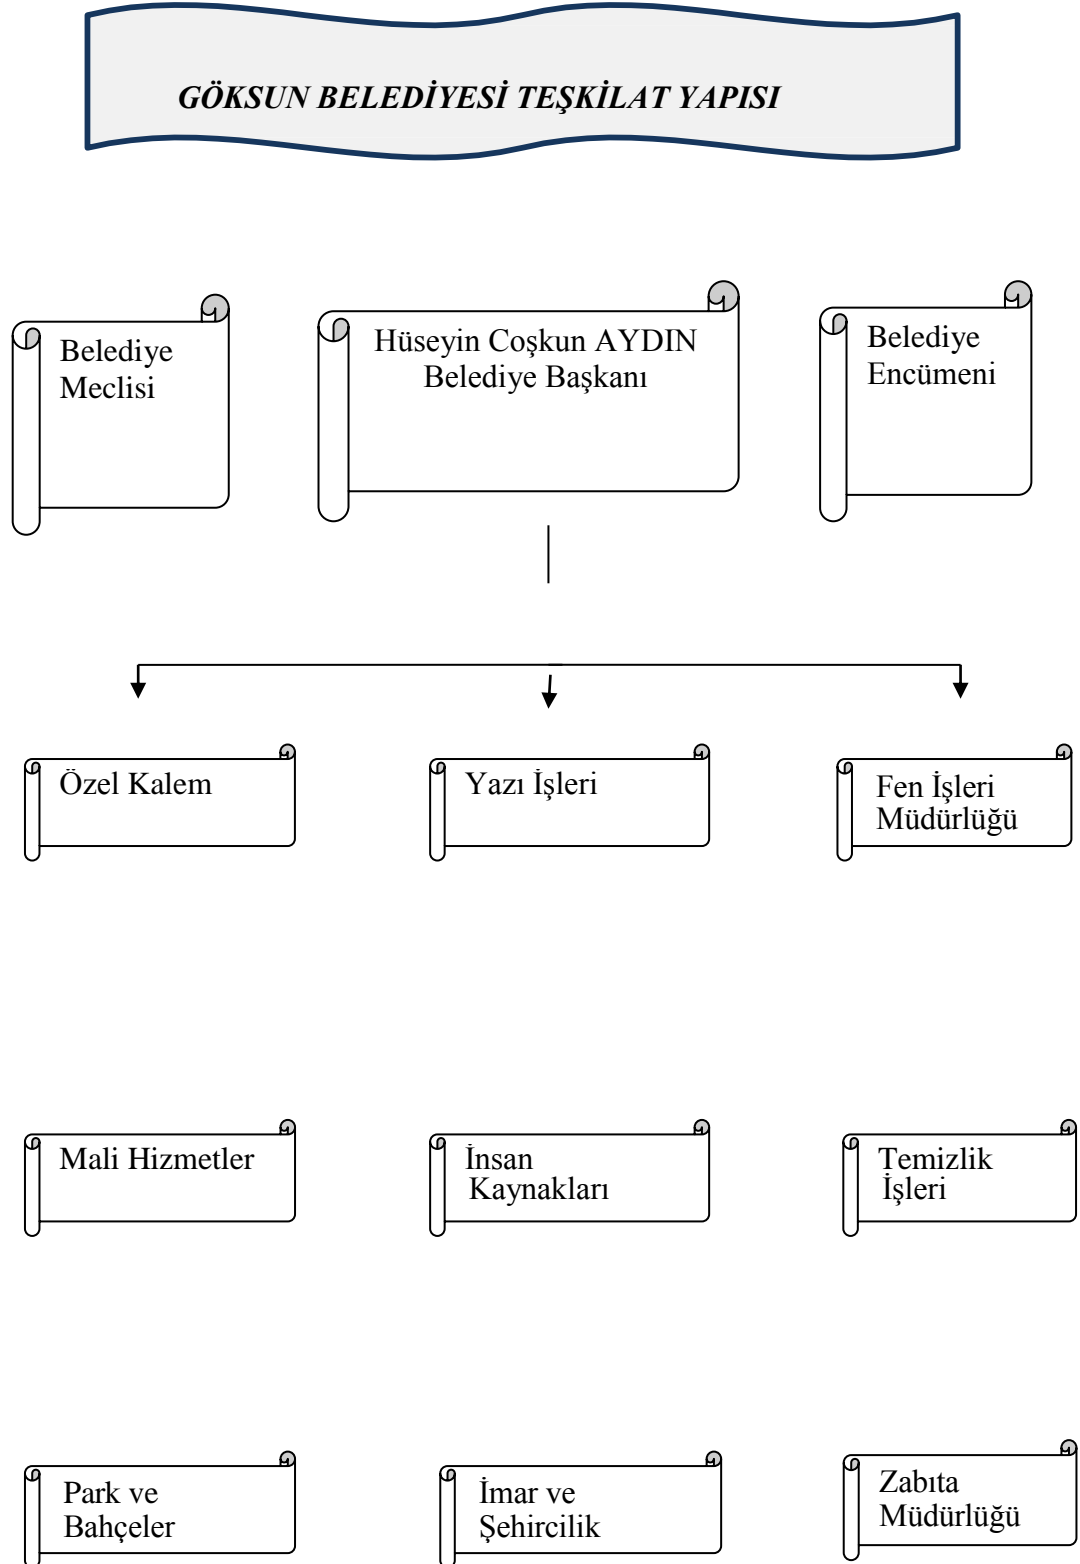 GÖKSUN BELEDİYESİ TEŞKİLAT YAPISI
Belediye
Meclisi
Hüseyin Coşkun AYDIN
Belediye Başkanı
Belediye
Encümeni
Özel Kalem
Yazı İşleri
Fen İşleri
Müdürlüğü
Mali Hizmetler
İnsan
Kaynakları
Temizlik
İşleri
Park ve
Bahçeler
İmar ve
Şehircilik
Zabıta
Müdürlüğü